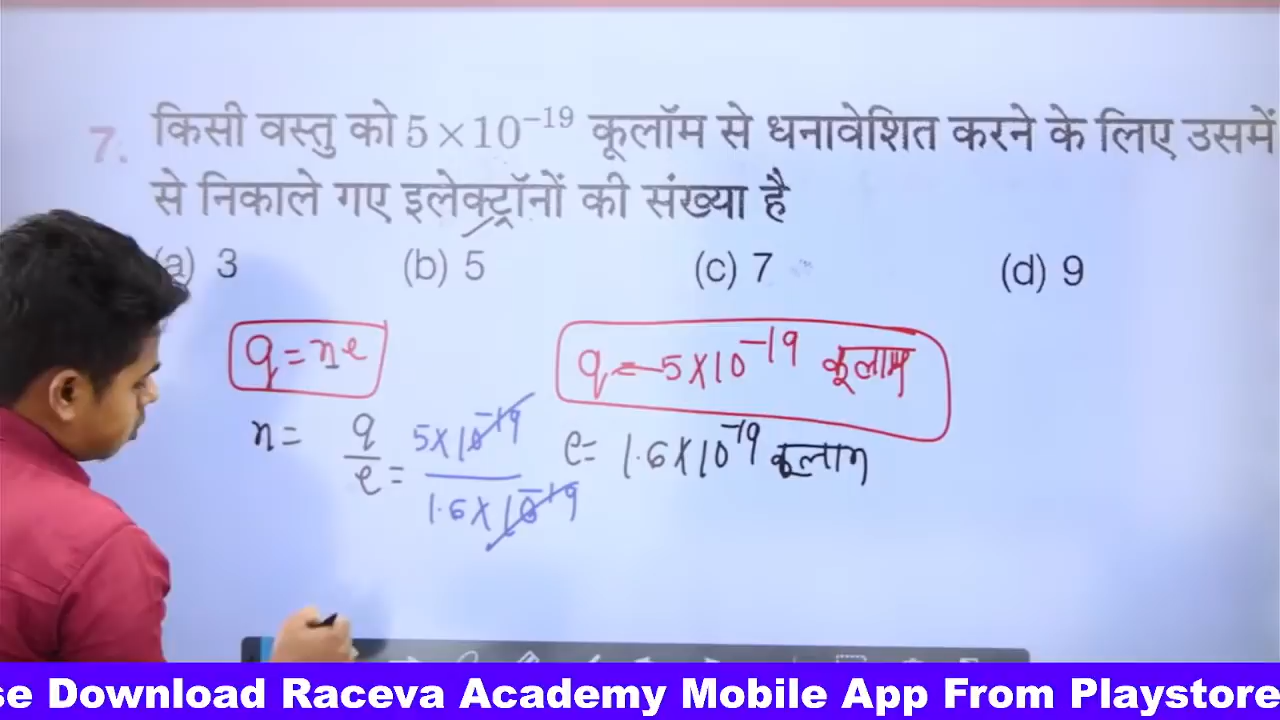 7. किसी वस्तु को 5×10⁻¹⁹ कूलॉम से धनावेशित करने के लिए उसमें
से निकाले गए इलेक्ट्रॉनों की संख्या है
(a) 3 (b) 5 (c) 7 (d) 9
q = ne
q = 5×10⁻¹⁹ कूलाम
n = q/e = 5×10⁻¹⁹/1.6×10⁻¹⁹
e = 1.6×10⁻¹⁹ कूलाम
se Download Raceva Academy Mobile App From Playstore